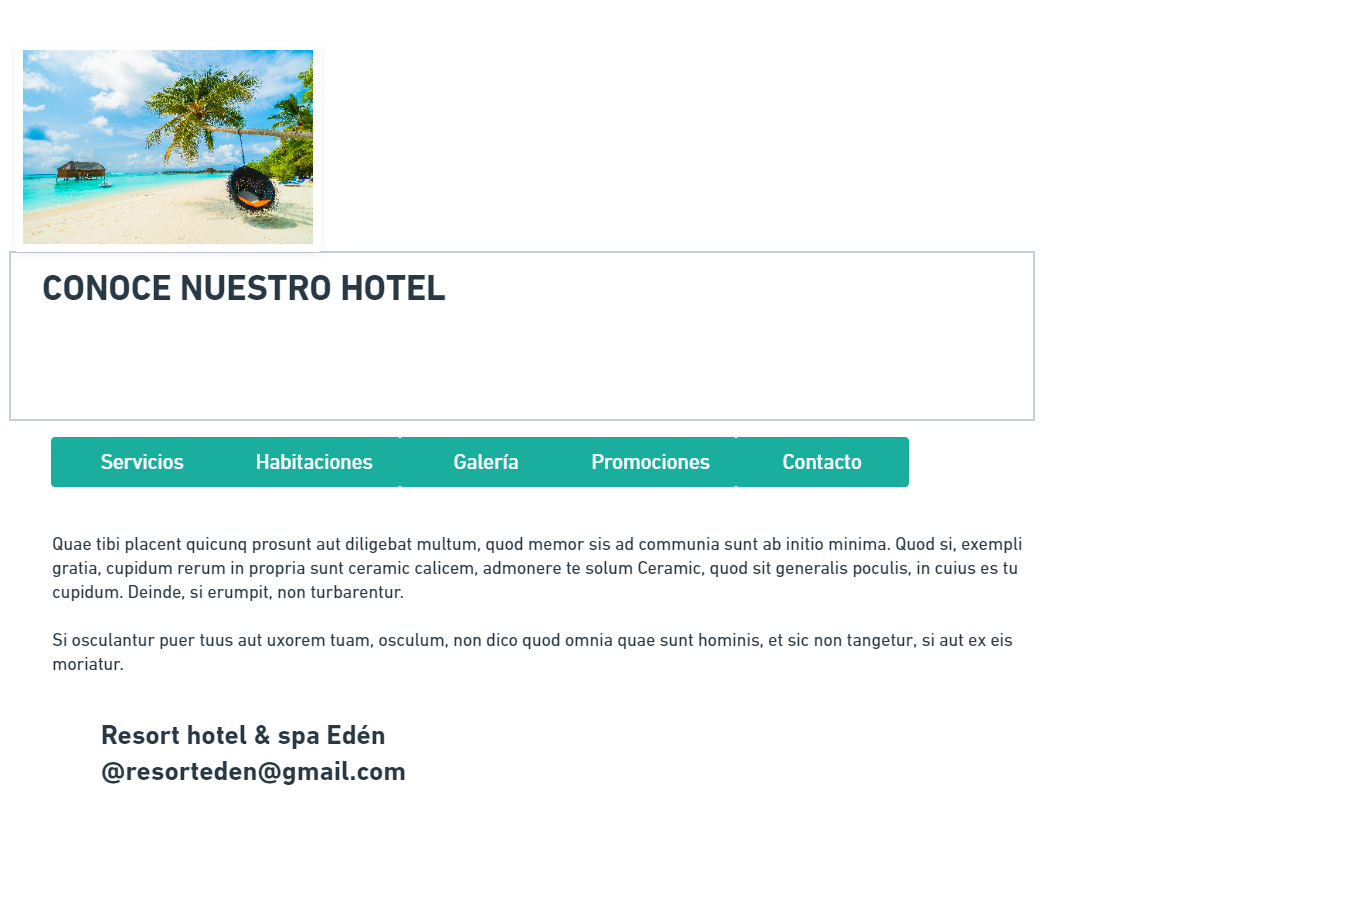 CONOCE NUESTRO HOTEL
Servicios Habitaciones Galería Promociones Contacto
Quae tibi placent quicunq prosunt aut diligebat multum, quod memor sis ad communia sunt ab initio minima. Quod si, exempli
gratia, cupidum rerum in propria sunt ceramic calicem, admonere te solum Ceramic, quod sit generalis poculis, in cuius es tu
cupidum. Deinde, si erumpit, non turbarentur.
Si osculantur puer tuus aut uxorem tuam, osculum, non dico quod omnia quae sunt hominis, et sic non tangetur, si aut ex eis
moriatur.
Resort hotel & spa Edén
@resorteden@gmail.com